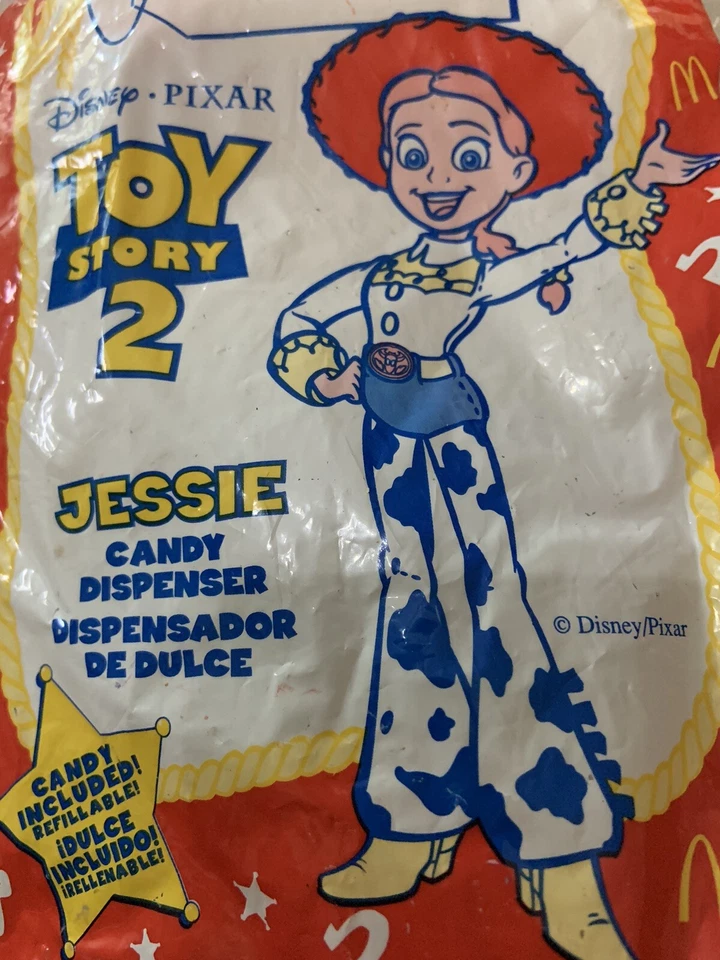 Disney · PIXAR
TOY
STORY
2
JESSIE
CANDY
DISPENSER
DISPENSADOR
DE DULCE
© Disney/Pixar
CANDY
INCLUDED!
REFILLABLE!
¡DULCE
INCLUIDO!
¡RELLENABLE!
2